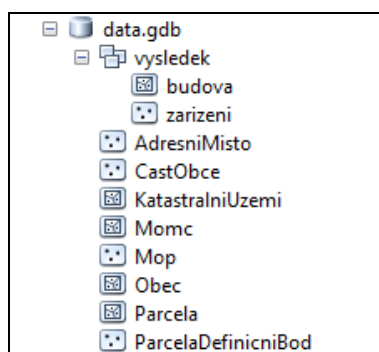 data.gdb
vysledek
budova
zarizeni
AdresniMisto
CastObce
KatastralniUzemi
Momc
Mop
Obec
Parcela
ParcelaDefinicniBod